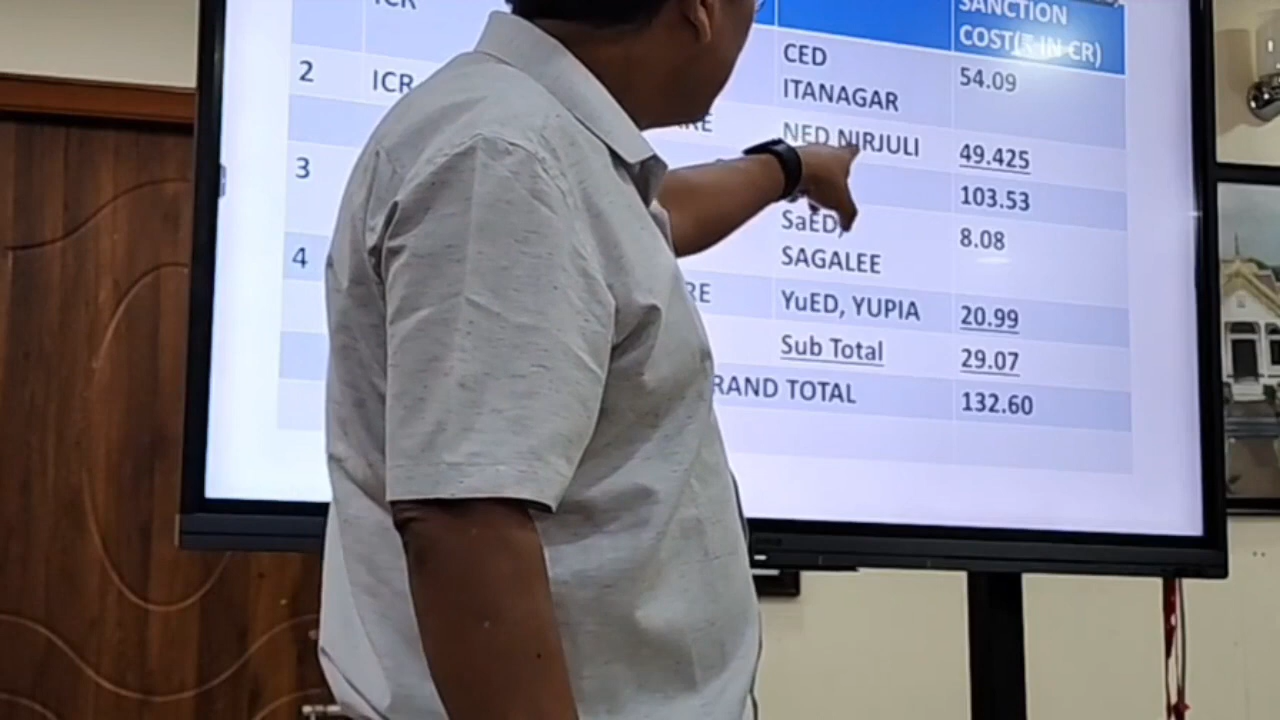 SANCTION
COST(₹ IN CR)
ICR
2 ICR CED 54.09
ITANAGAR
NED NIRJULI 49.425
3 103.53
SaED, 8.08
4 SAGALEE
RE YuED, YUPIA 20.99
Sub Total 29.07
RAND TOTAL 132.60